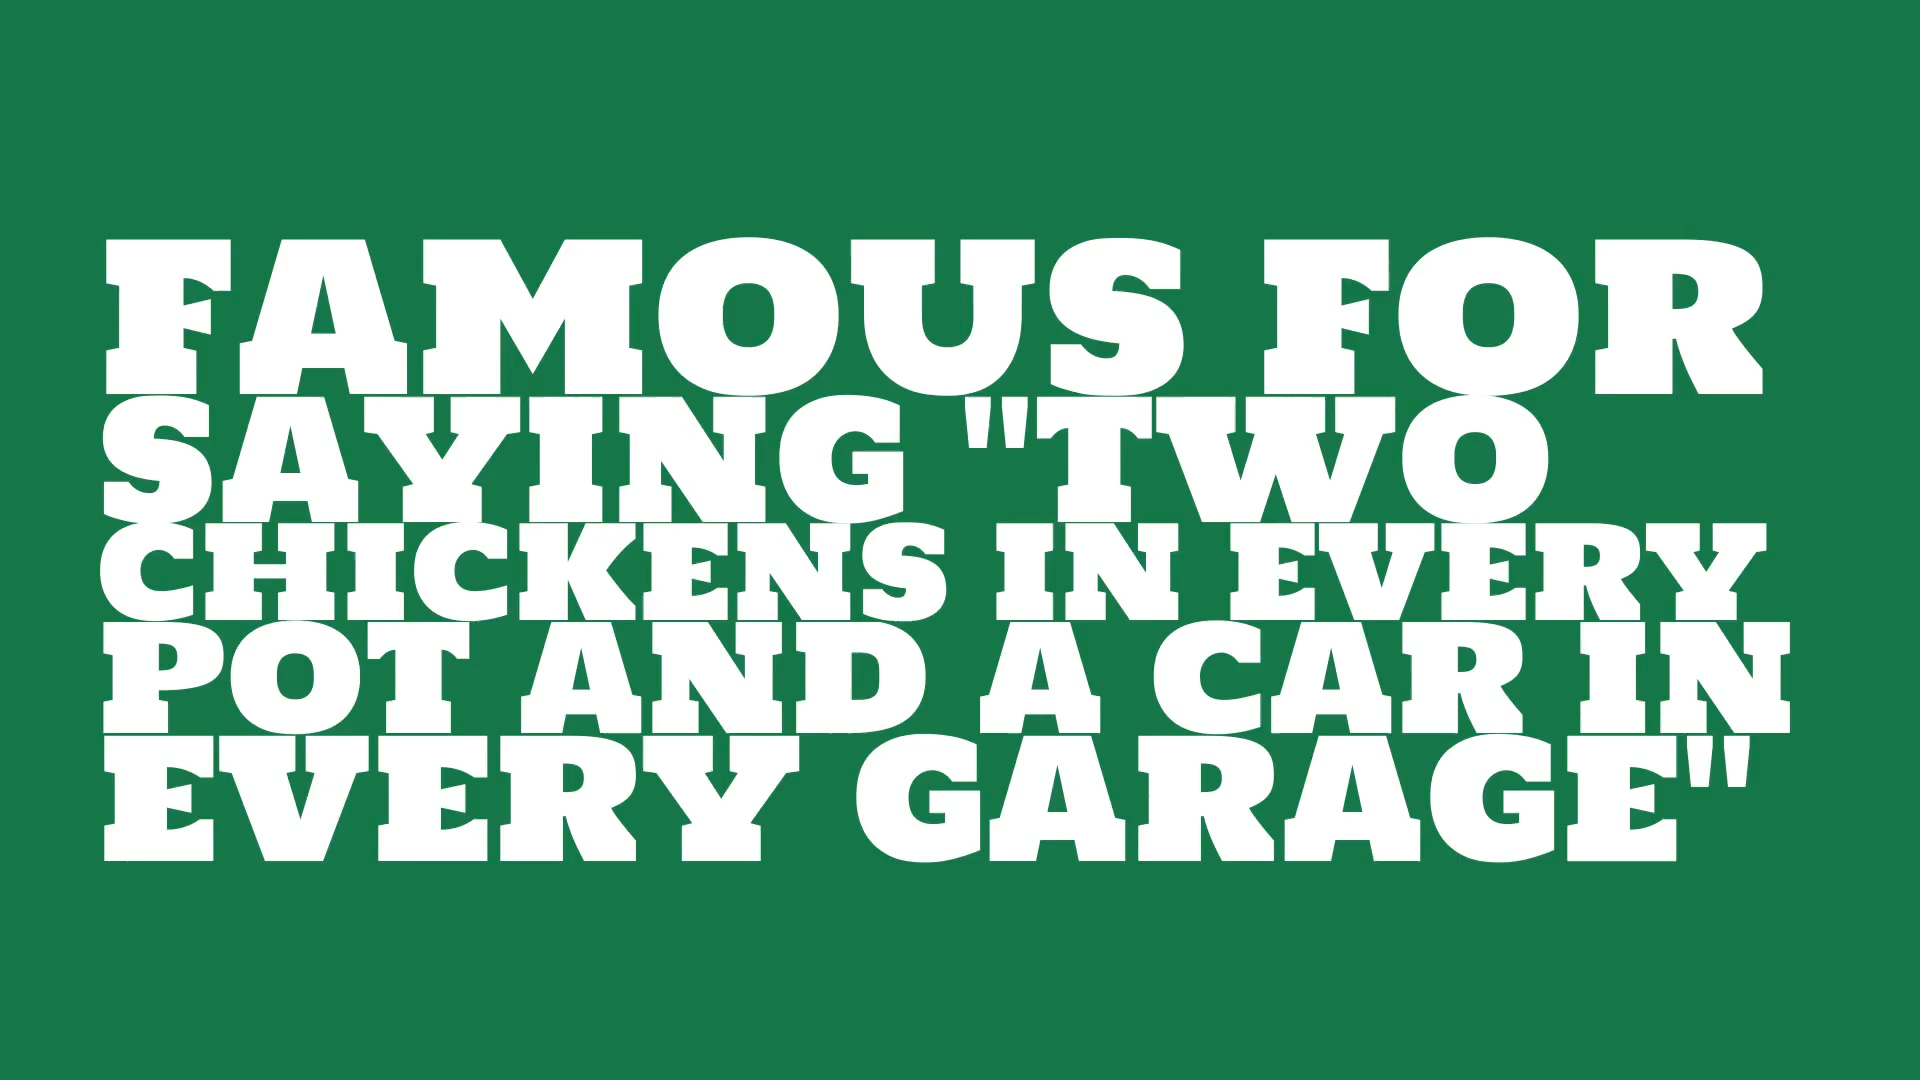 FAMOUS FOR
SAYING "TWO
CHICKENS IN EVERY
POT AND A CAR IN
EVERY GARAGE"